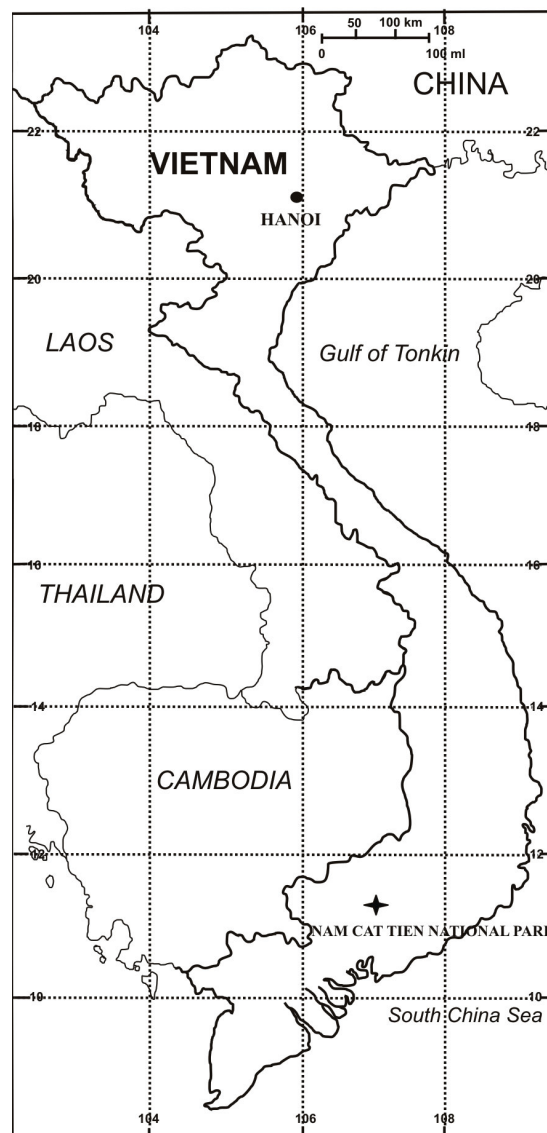 104 106 108
50 100 km
0 100 ml
CHINA
22 22
VIETNAM
HANOI
20 20
LAOS
Gulf of Tonkin
18 18
16 16
THAILAND
14 14
CAMBODIA
12 12
NAM CAT TIEN NATIONAL PARK
10 10
South China Sea
104 106 108